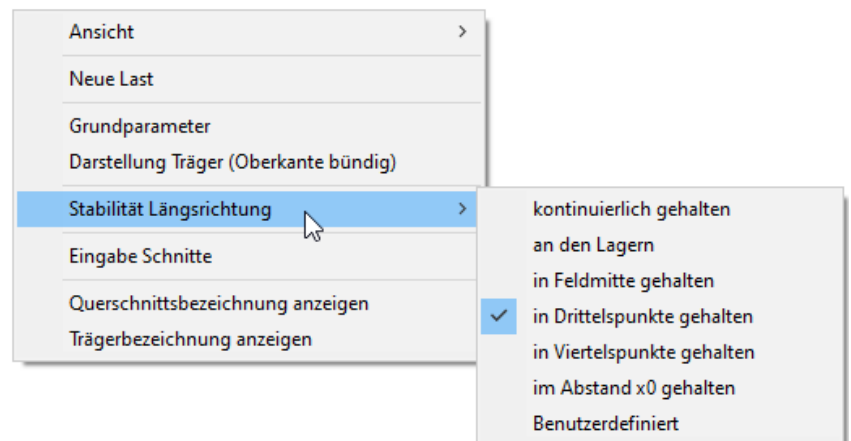 Ansicht
Neue Last
Grundparameter
Darstellung Träger (Oberkante bündig)
Stabilität Längsrichtung
Eingabe Schnitte
Querschnittsbezeichnung anzeigen
Trägerbezeichnung anzeigen
kontinuierlich gehalten
an den Lagern
in Feldmitte gehalten
in Drittelspunkte gehalten
in Viertelspunkte gehalten
im Abstand x0 gehalten
Benutzerdefiniert